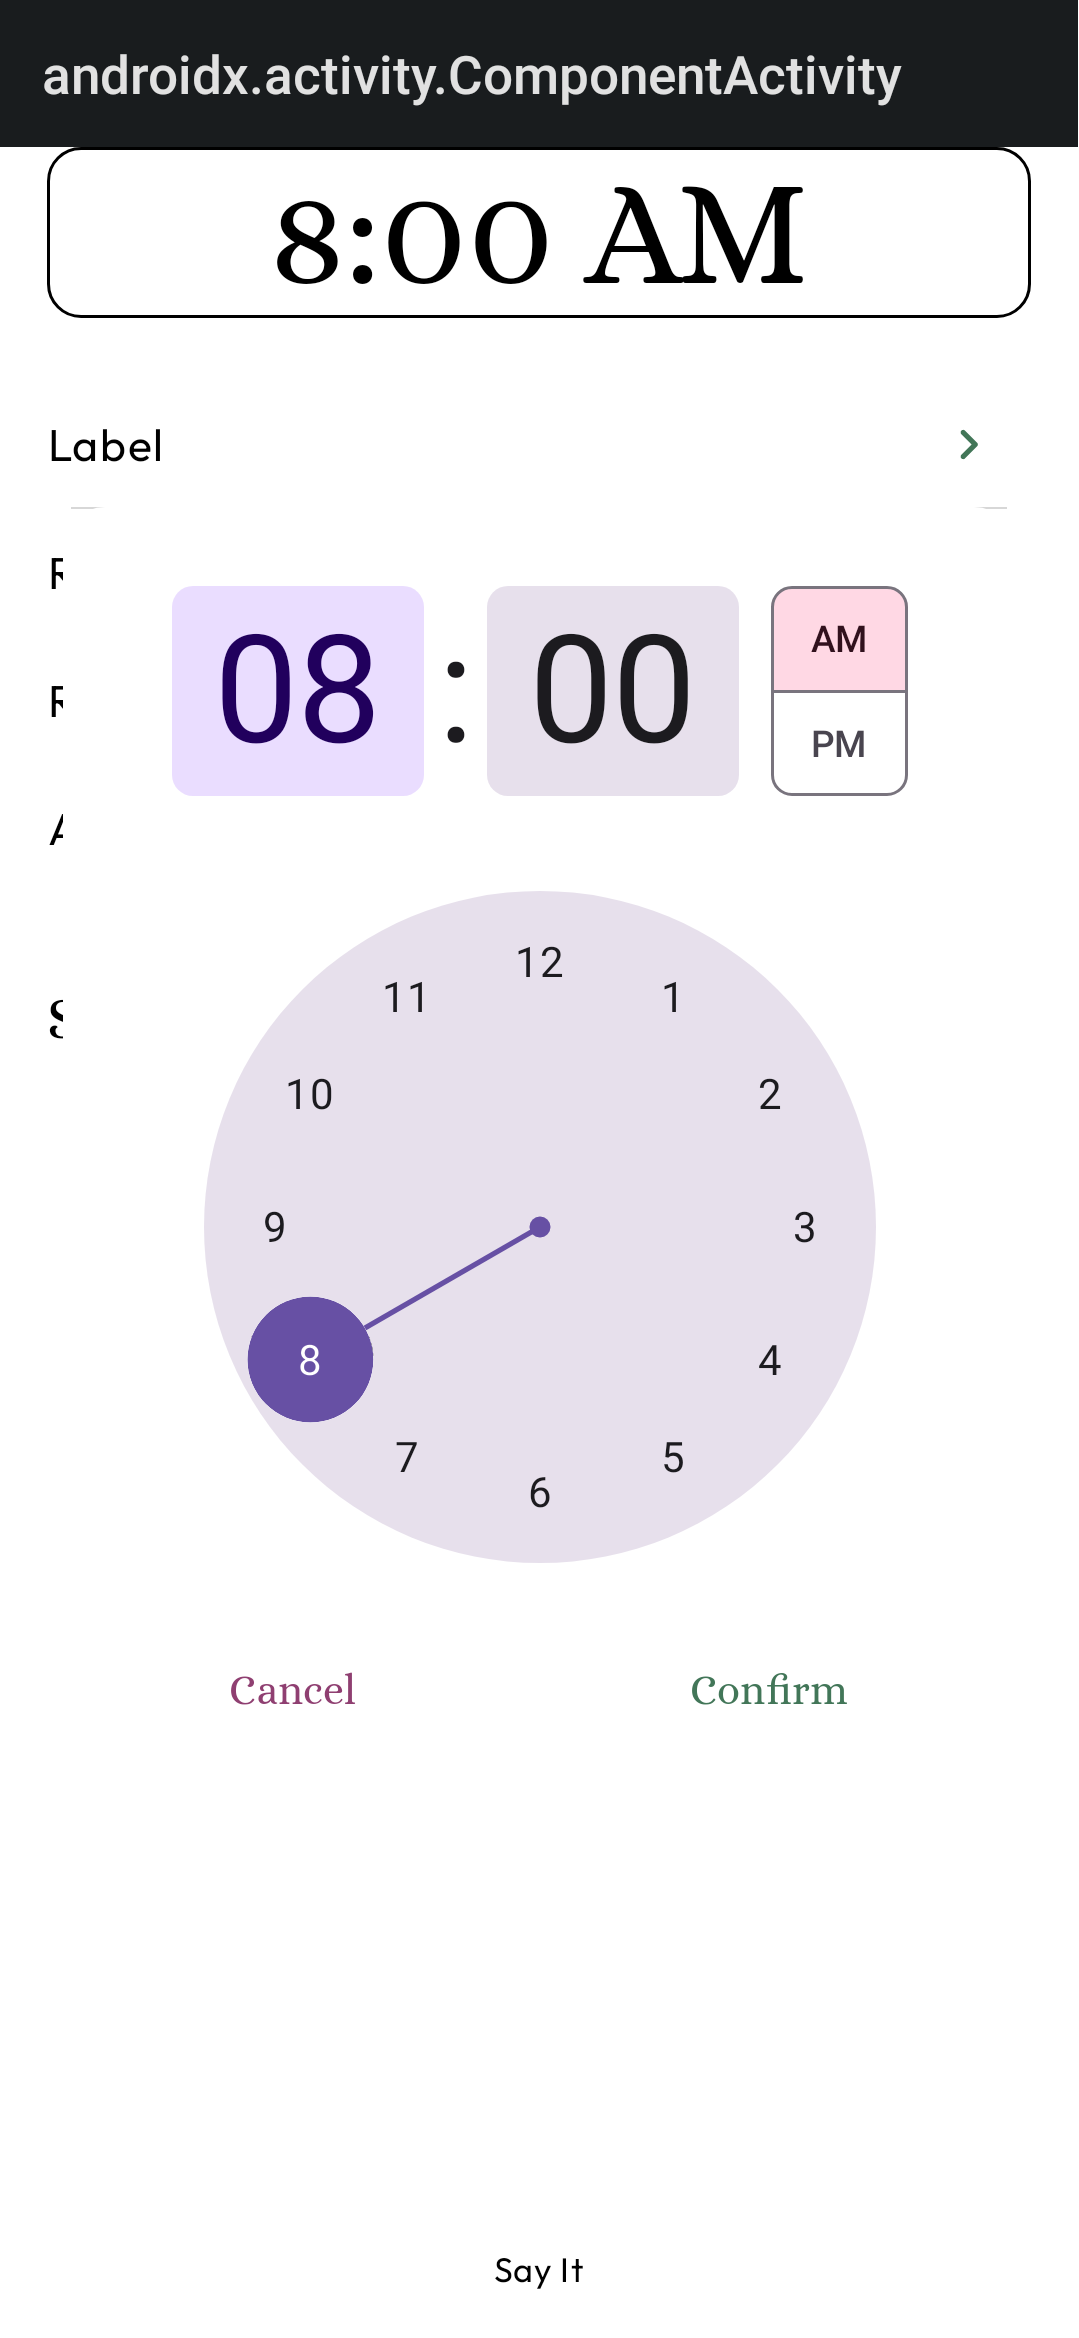 androidx.activity.ComponentActivity
8:00 AM
Label
08 : 00
AM
PM
12
11 1
10 2
9 3
8 4
7 5
6
Cancel Confirm
Say It